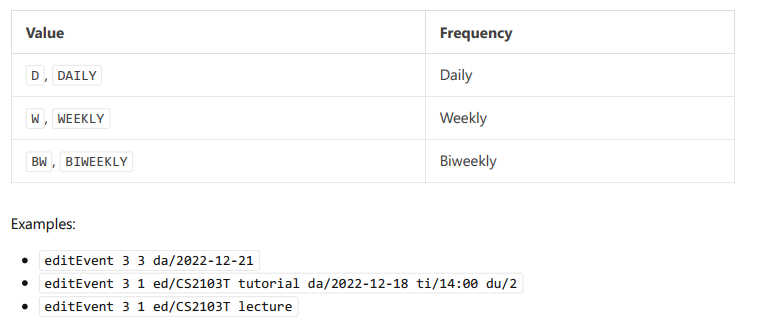 Value Frequency
D, DAILY Daily
W, WEEKLY Weekly
BW, BIWEEKLY Biweekly
Examples:
editEvent 3 3 da/2022-12-21
editEvent 3 1 ed/CS2103T tutorial da/2022-12-18 ti/14:00 du/2
editEvent 3 1 ed/CS2103T lecture